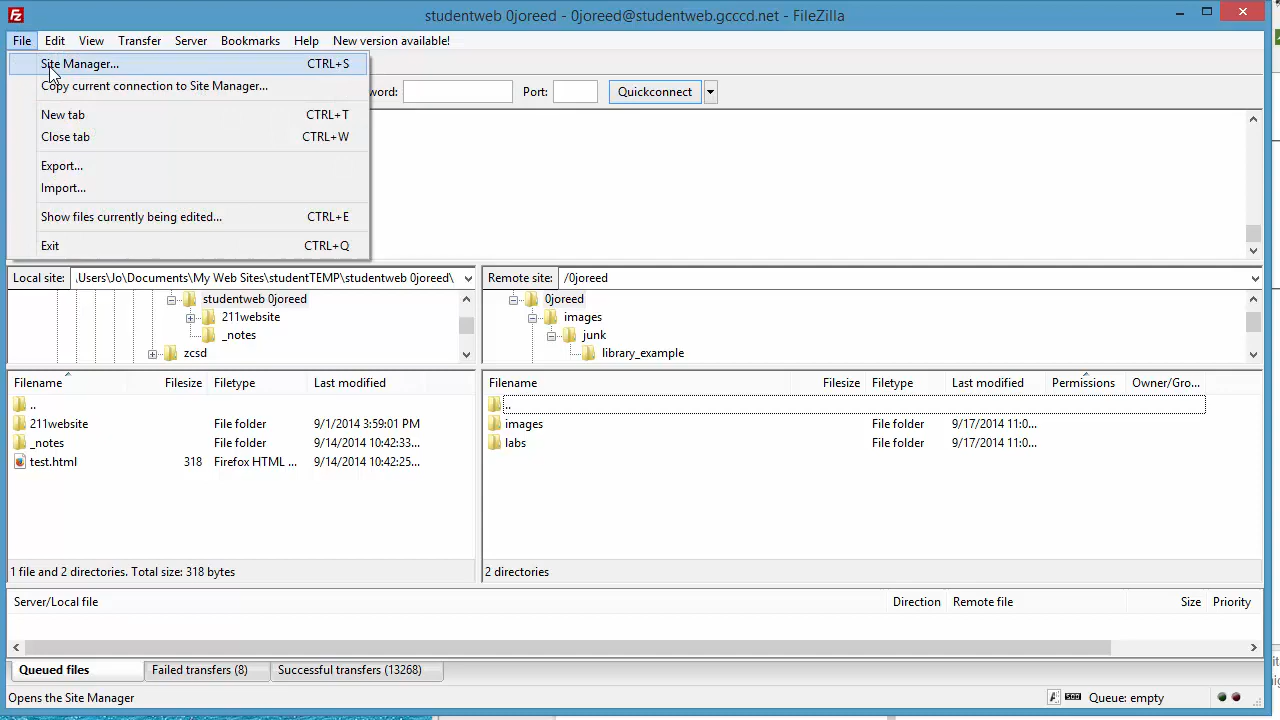 studentweb 0joreed - 0joreed@studentweb.gcccd.net - FileZilla
File Edit View Transfer Server Bookmarks Help New version available!
Site Manager... CTRL+S
Copy current connection to Site Manager...
New tab CTRL+T
Close tab CTRL+W
Export...
Import...
Show files currently being edited... CTRL+E
Exit CTRL+Q
word: Port: Quickconnect
Local site: \Users\Jo\Documents\My Web Sites\studentTEMP\studentweb 0joreed\
studentweb 0joreed
211website
_notes
zcsd
Remote site: /0joreed
0joreed
images
junk
library_example
Filename Filesize Filetype Last modified
..
211website File folder 9/1/2014 3:59:01 PM
_notes File folder 9/14/2014 10:42:33...
test.html 318 Firefox HTML ... 9/14/2014 10:42:25...
1 file and 2 directories. Total size: 318 bytes
Filename Filesize Filetype Last modified Permissions Owner/Gro...
..
images File folder 9/17/2014 11:0...
labs File folder 9/17/2014 11:0...
2 directories
Server/Local file Direction Remote file Size Priority
Queued files Failed transfers (8) Successful transfers (13268)
Opens the Site Manager Queue: empty